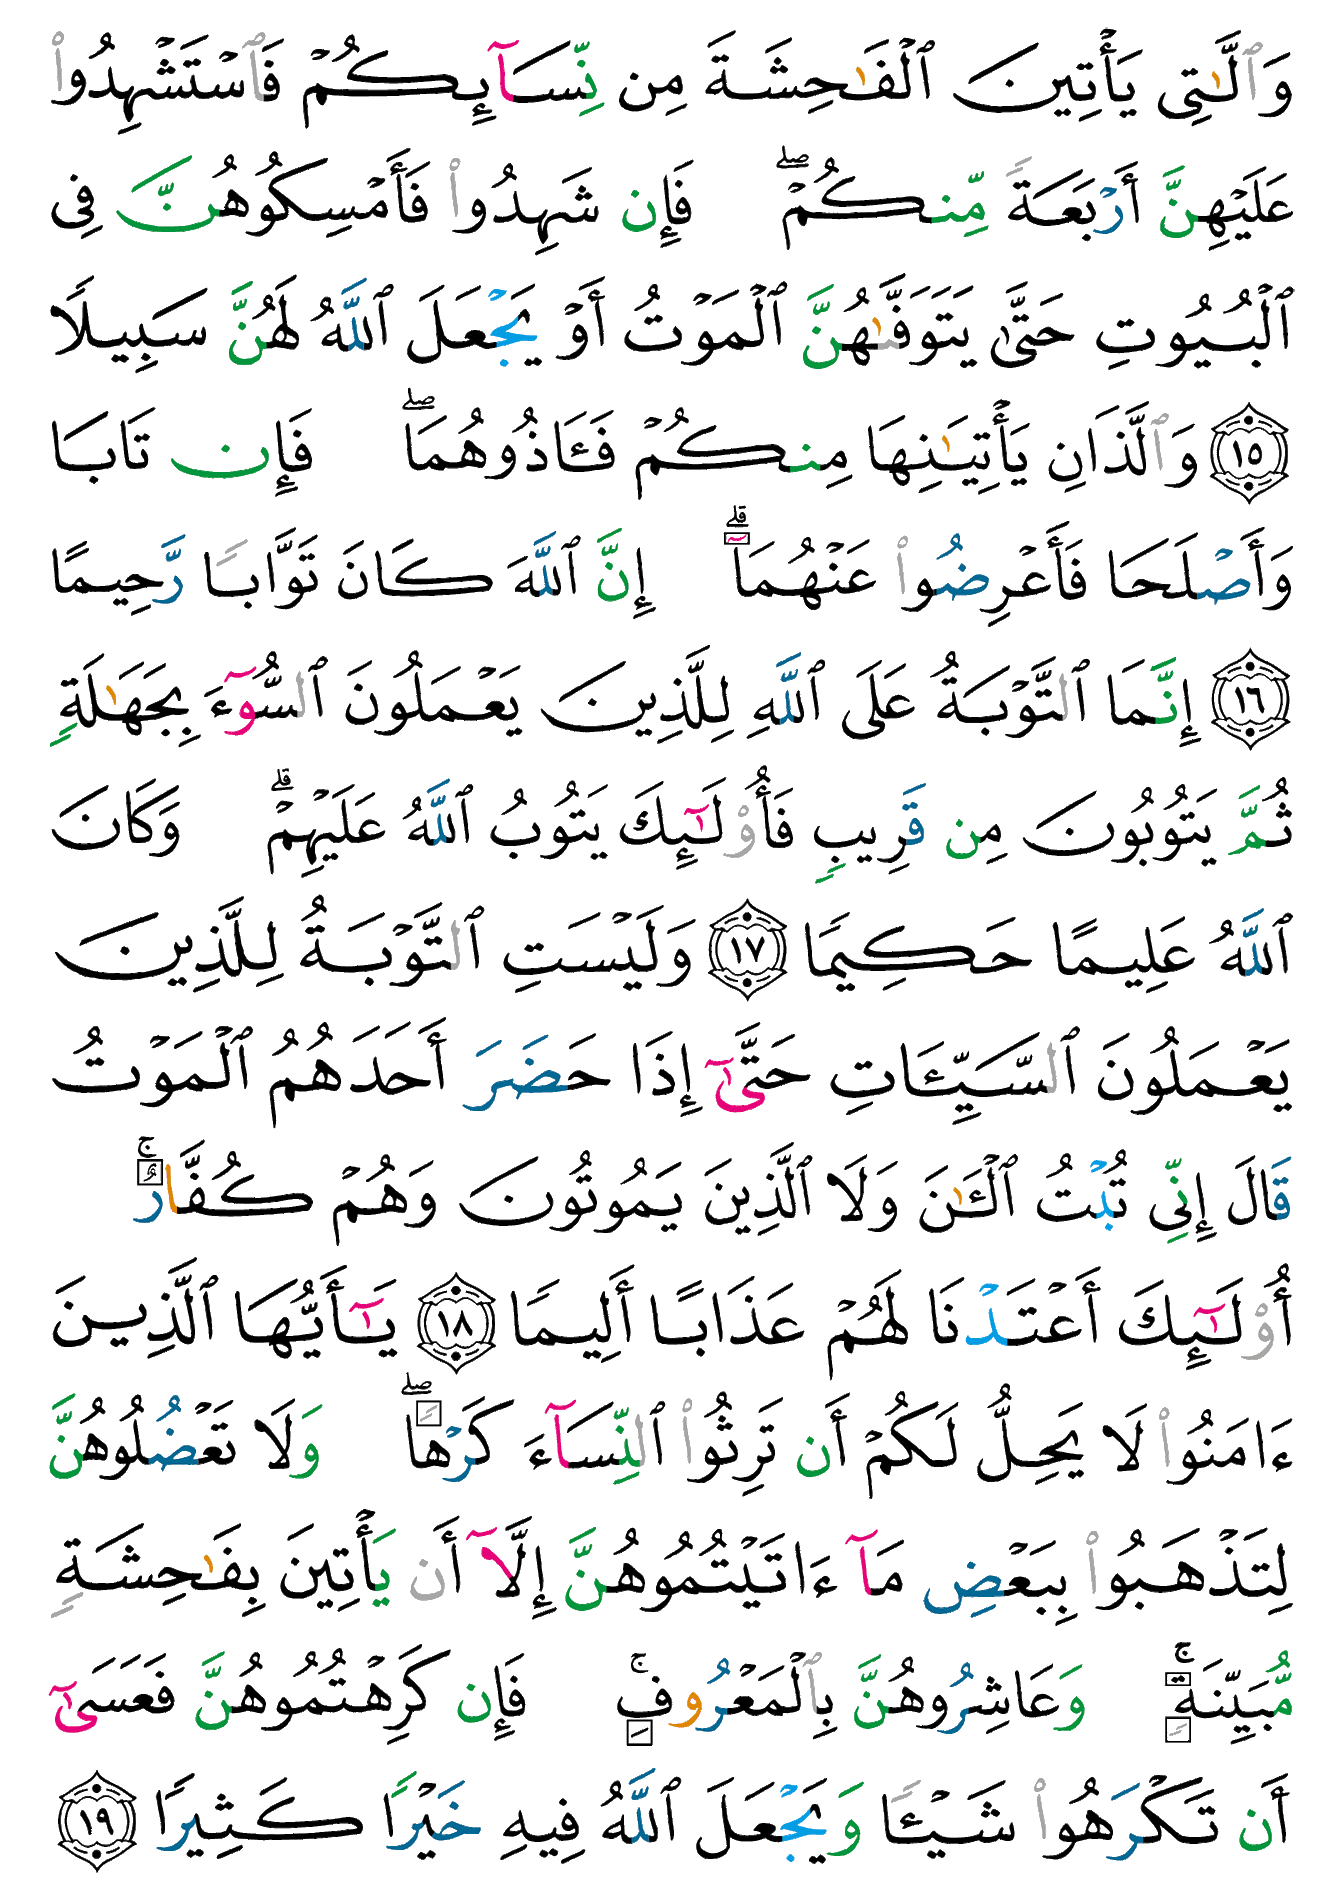 وَٱلَّٰتِى يَأْتِينَ ٱلْفَٰحِشَةَ مِن نِّسَآئِكُمْ فَٱسْتَشْهِدُوا۟
عَلَيْهِنَّ أَرْبَعَةً مِّنكُمْ ۖ فَإِن شَهِدُوا۟ فَأَمْسِكُوهُنَّ فِى
ٱلْبُيُوتِ حَتَّىٰ يَتَوَفَّىٰهُنَّ ٱلْمَوْتُ أَوْ يَجْعَلَ ٱللَّهُ لَهُنَّ سَبِيلًا
١٥ وَٱلَّذَانِ يَأْتِيَٰنِهَا مِنكُمْ فَـَٔاذُوهُمَا ۖ فَإِن تَابَا
وَأَصْلَحَا فَأَعْرِضُوا۟ عَنْهُمَآ ۗ إِنَّ ٱللَّهَ كَانَ تَوَّابًا رَّحِيمًا
١٦ إِنَّمَا ٱلتَّوْبَةُ عَلَى ٱللَّهِ لِلَّذِينَ يَعْمَلُونَ ٱلسُّوٓءَ بِجَهَٰلَةٍ
ثُمَّ يَتُوبُونَ مِن قَرِيبٍ فَأُو۟لَٰٓئِكَ يَتُوبُ ٱللَّهُ عَلَيْهِمْ ۗ وَكَانَ
ٱللَّهُ عَلِيمًا حَكِيمًا ١٧ وَلَيْسَتِ ٱلتَّوْبَةُ لِلَّذِينَ
يَعْمَلُونَ ٱلسَّيِّـَٔاتِ حَتَّىٰٓ إِذَا حَضَرَ أَحَدَهُمُ ٱلْمَوْتُ
قَالَ إِنِّى تُبْتُ ٱلْـَٰٔنَ وَلَا ٱلَّذِينَ يَمُوتُونَ وَهُمْ كُفَّارٌ ۚ
أُو۟لَٰٓئِكَ أَعْتَدْنَا لَهُمْ عَذَابًا أَلِيمًا ١٨ يَٰٓأَيُّهَا ٱلَّذِينَ
ءَامَنُوا۟ لَا يَحِلُّ لَكُمْ أَن تَرِثُوا۟ ٱلنِّسَآءَ كَرْهًا ۖ وَلَا تَعْضُلُوهُنَّ
لِتَذْهَبُوا۟ بِبَعْضِ مَآ ءَاتَيْتُمُوهُنَّ إِلَّآ أَن يَأْتِينَ بِفَٰحِشَةٍ
مُّبَيِّنَةٍ ۚ وَعَاشِرُوهُنَّ بِٱلْمَعْرُوفِ ۚ فَإِن كَرِهْتُمُوهُنَّ فَعَسَىٰٓ
أَن تَكْرَهُوا۟ شَيْـًٔا وَيَجْعَلَ ٱللَّهُ فِيهِ خَيْرًا كَثِيرًا ١٩